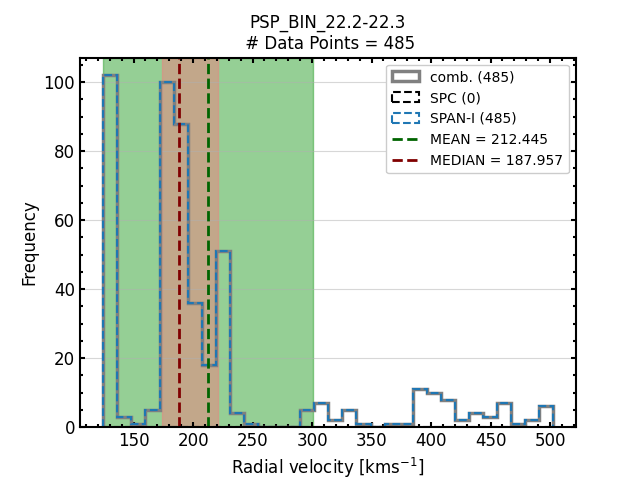 PSP_BIN_22.2-22.3
# Data Points = 485
comb. (485)
SPC (0)
SPAN-I (485)
MEAN = 212.445
MEDIAN = 187.957
Frequency
100
80
60
40
20
0
150 200 250 300 350 400 450 500
Radial velocity [kms⁻¹]